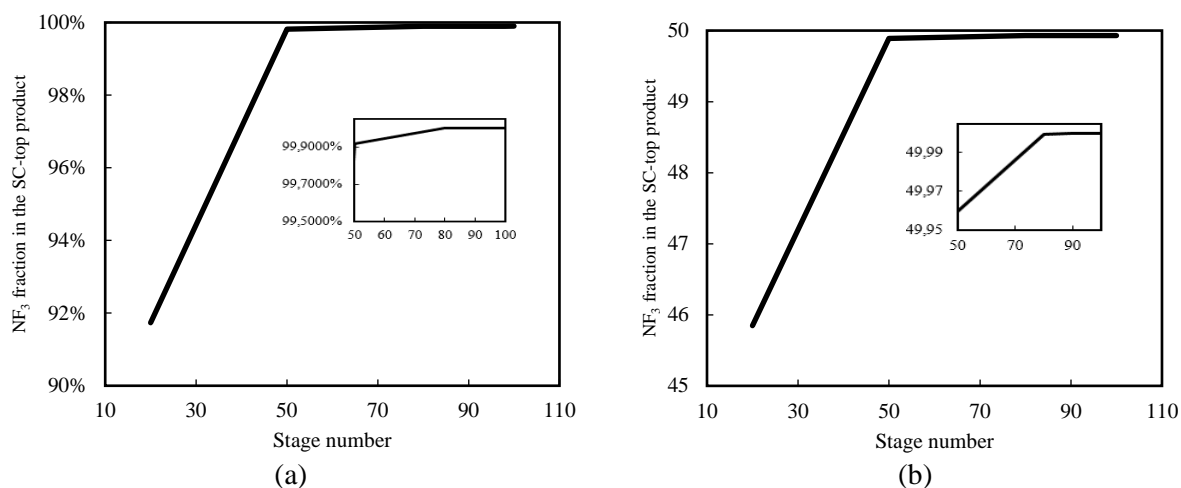 NF3 fraction in the SC-top product
100%
98%
96%
94%
92%
90%
99,9000%
99,7000%
99,5000%
50 60 70 80 90 100
10 30 50 70 90 110
Stage number
(a)
NF3 fraction in the SC-top product
50
49
48
47
46
45
49,99
49,97
49,95
50 70 90
10 30 50 70 90 110
Stage number
(b)